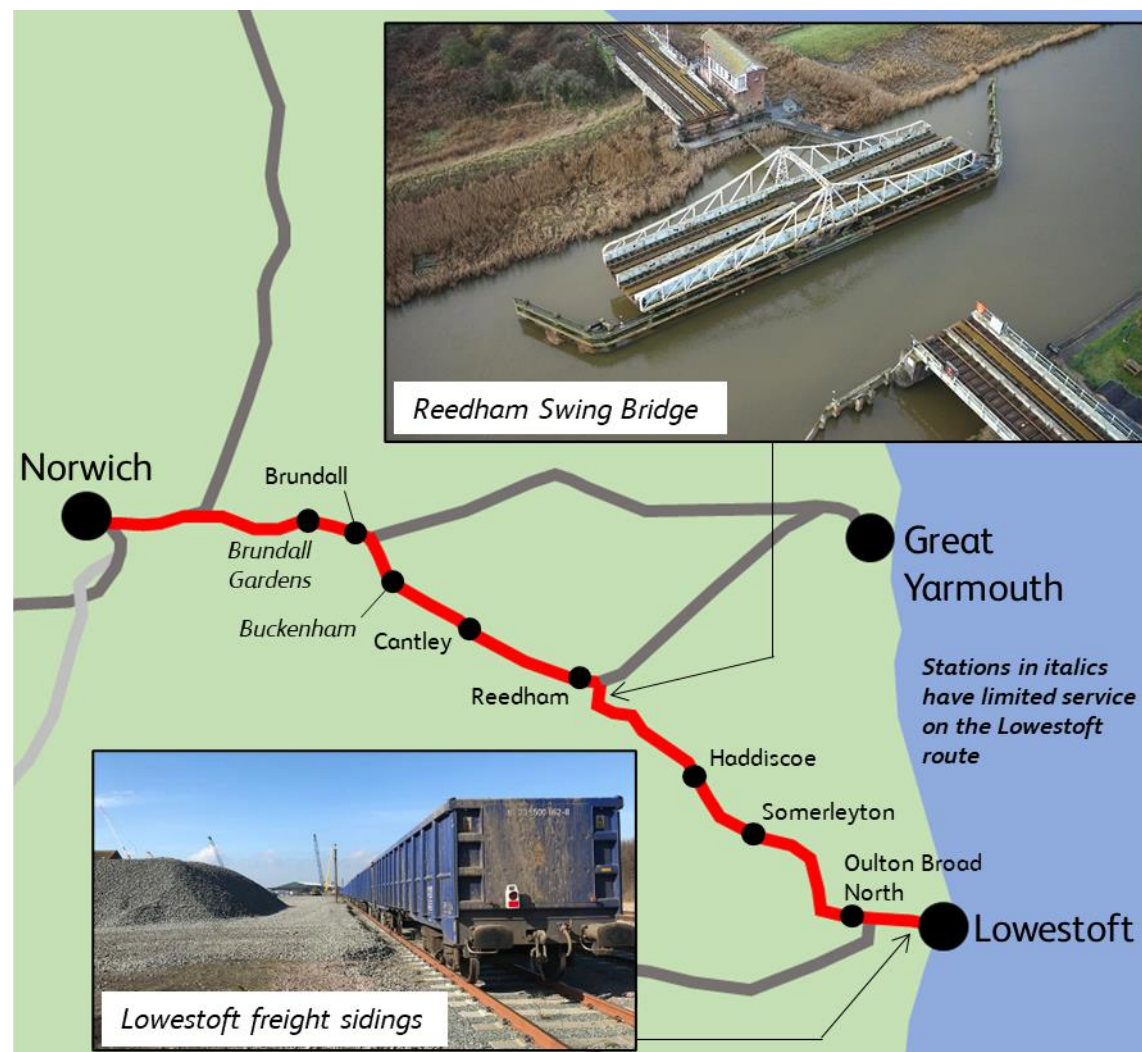 Reedham Swing Bridge
Norwich
Brundall
Brundall
Gardens
Buckenham
Cantley
Reedham
Great
Yarmouth
Stations in italics
have limited service
on the Lowestoft
route
Haddiscoe
Somerleyton
Oulton Broad
North
Lowestoft
Lowestoft freight sidings